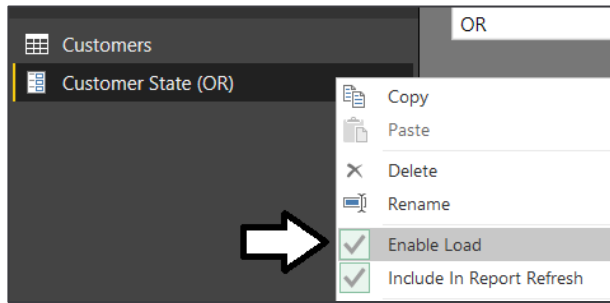 OR
Customers
Customer State (OR)
Copy
Paste
Delete
Rename
Enable Load
Include In Report Refresh